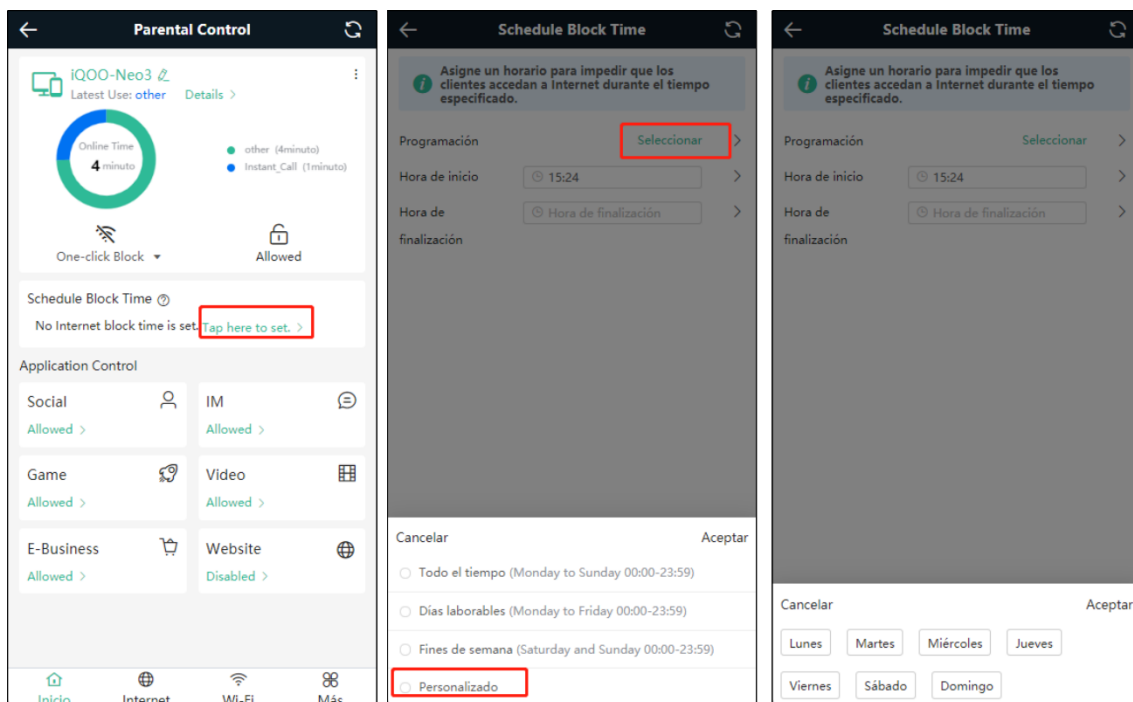 Parental Control
iQOO-Neo3
Latest Use: other Details >
Online Time
4 minuto
other (4minuto)
Instant_Call (1minuto)
One-click Block
Allowed
Schedule Block Time
No Internet block time is set. Tap here to set. >
Application Control
Social
Allowed >
IM
Allowed >
Game
Allowed >
Video
Allowed >
E-Business
Allowed >
Website
Disabled >
Inicio
Internet
Wi-Fi
Más
Schedule Block Time
Asigne un horario para impedir que los
clientes accedan a Internet durante el tiempo
especificado.
Programación Seleccionar >
Hora de inicio 15:24 >
Hora de Hora de finalización >
finalización
Cancelar Aceptar
Todo el tiempo (Monday to Sunday 00:00-23:59)
Días laborables (Monday to Friday 00:00-23:59)
Fines de semana (Saturday and Sunday 00:00-23:59)
Personalizado
Schedule Block Time
Asigne un horario para impedir que los
clientes accedan a Internet durante el tiempo
especificado.
Programación Seleccionar >
Hora de inicio 15:24 >
Hora de Hora de finalización >
finalización
Cancelar Aceptar
Lunes Martes Miércoles Jueves
Viernes Sábado Domingo